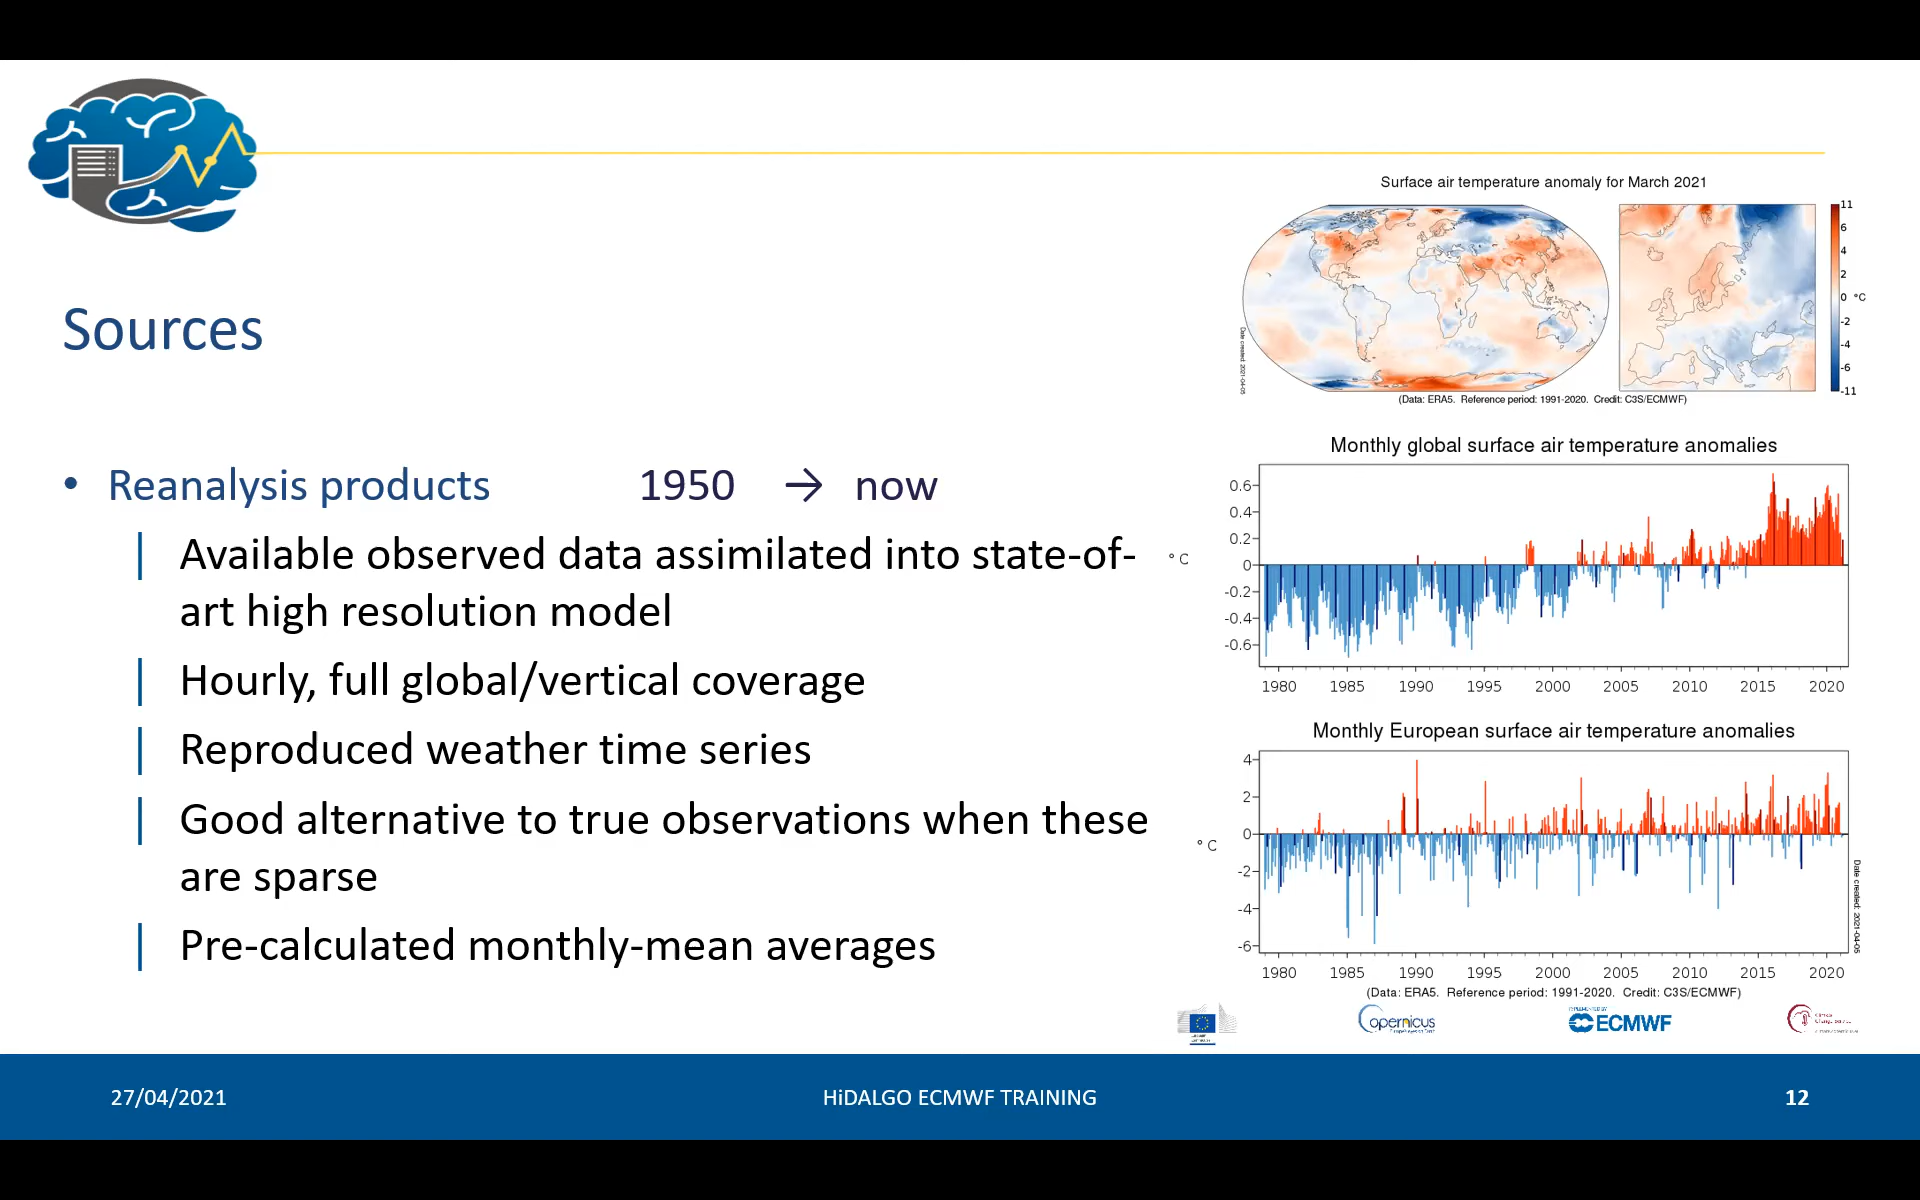 Surface air temperature anomaly for March 2021
11
6
4
2
0 °C
-2
-4
-6
-11
Date created: 2021-04-05
(Data: ERA5. Reference period: 1991-2020. Credit: C3S/ECMWF)
Sources
• Reanalysis products 1950 → now
Available observed data assimilated into state-of-
art high resolution model
Hourly, full global/vertical coverage
Reproduced weather time series
Good alternative to true observations when these
are sparse
Pre-calculated monthly-mean averages
Monthly global surface air temperature anomalies
0.6
0.4
0.2
0
-0.2
-0.4
-0.6
° C
1980 1985 1990 1995 2000 2005 2010 2015 2020
Monthly European surface air temperature anomalies
4
2
0
-2
-4
-6
° C
1980 1985 1990 1995 2000 2005 2010 2015 2020
Date created: 2021-04-05
(Data: ERA5. Reference period: 1991-2020. Credit: C3S/ECMWF)
opernicus
ECMWF
27/04/2021
HiDALGO ECMWF TRAINING
12